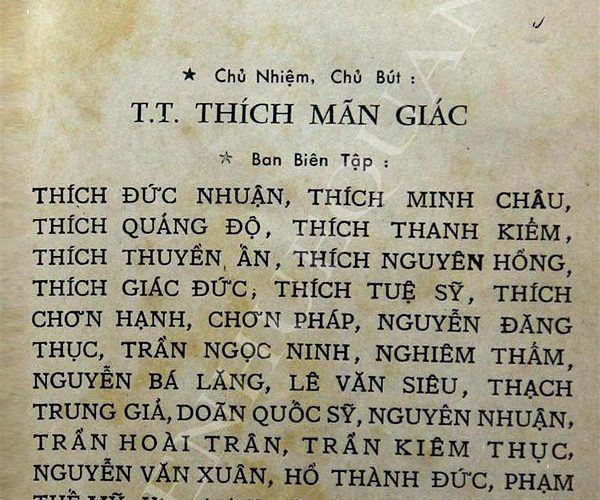 ★ Chủ Nhiệm, Chủ Bút :
T.T. THÍCH MÃN GIÁC
☆ Ban Biên Tập :
THÍCH ĐỨC NHUẬN, THÍCH MINH CHÂU,
THÍCH QUẢNG ĐỘ, THÍCH THANH KIỂM,
THÍCH THUYỀN ẤN, THÍCH NGUYÊN HỒNG,
THÍCH GIÁC ĐỨC, THÍCH TUỆ SỸ, THÍCH
CHƠN HẠNH, CHƠN PHÁP, NGUYỄN ĐĂNG
THỤC, TRẦN NGỌC NINH, NGHIÊM THẨM,
NGUYỄN BÁ LĂNG, LÊ VĂN SIÊU, THẠCH
TRUNG GIẢ, DOÃN QUỐC SỸ, NGUYÊN NHUẬN,
TRẦN HOÀI TRÂN, TRẦN KIÊM THỤC,
NGUYỄN VĂN XUÂN, HỒ THÀNH ĐỨC, PHẠM